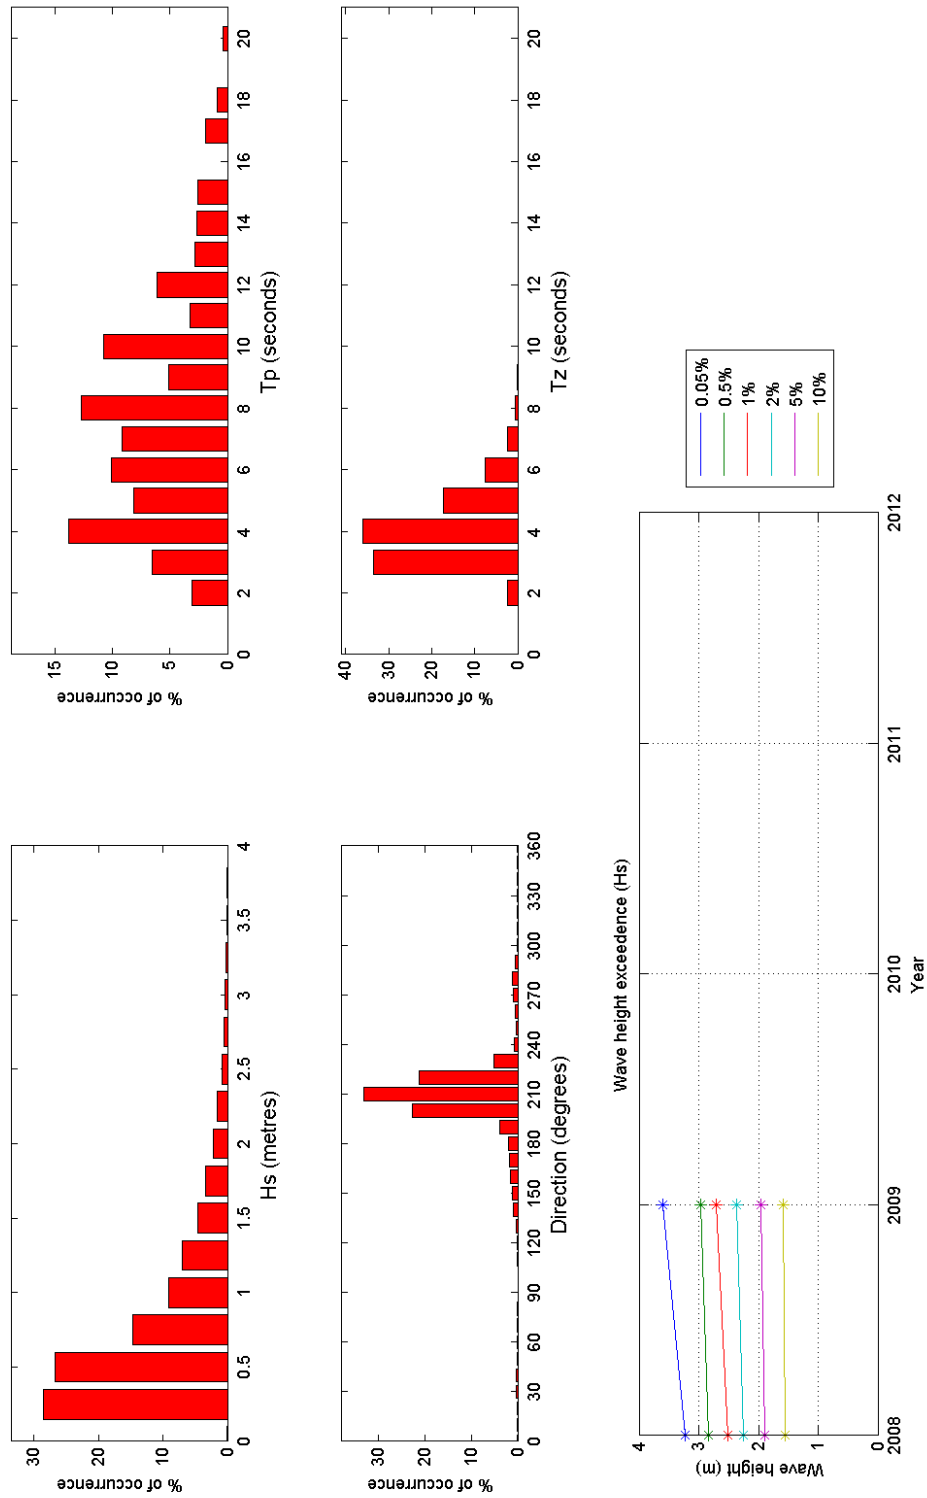 % of occurrence
30
20
10
0
0 0.5 1 1.5 2 2.5 3 3.5 4
Hs (metres)
% of occurrence
15
10
5
0
0 2 4 6 8 10 12 14 16 18 20
Tp (seconds)
% of occurrence
30
20
10
0
0 30 60 90 120 150 180 210 240 270 300 330 360
Direction (degrees)
% of occurrence
40
30
20
10
0
0 2 4 6 8 10 12 14 16 18 20
Tz (seconds)
Wave height exceedence (Hs)
Wave height (m)
4
3
2
1
0
2008 2009 2010 2011 2012
Year
0.05%
0.5%
1%
2%
5%
10%